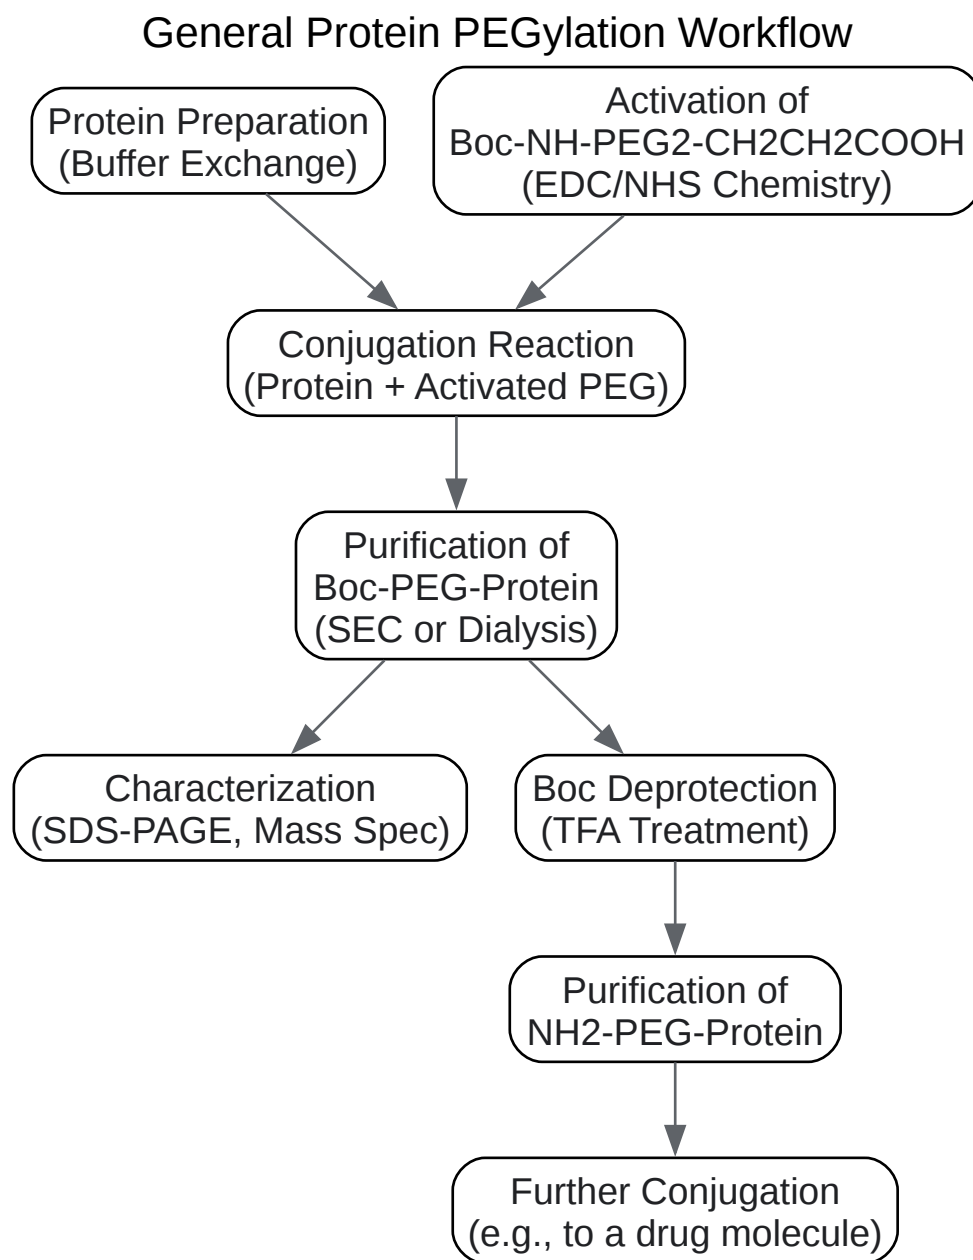 General Protein PEGylation Workflow
Protein Preparation
(Buffer Exchange)
Activation of
Boc-NH-PEG2-CH2CH2COOH
(EDC/NHS Chemistry)
Conjugation Reaction
(Protein + Activated PEG)
Purification of
Boc-PEG-Protein
(SEC or Dialysis)
Characterization
(SDS-PAGE, Mass Spec)
Boc Deprotection
(TFA Treatment)
Purification of
NH2-PEG-Protein
Further Conjugation
(e.g., to a drug molecule)